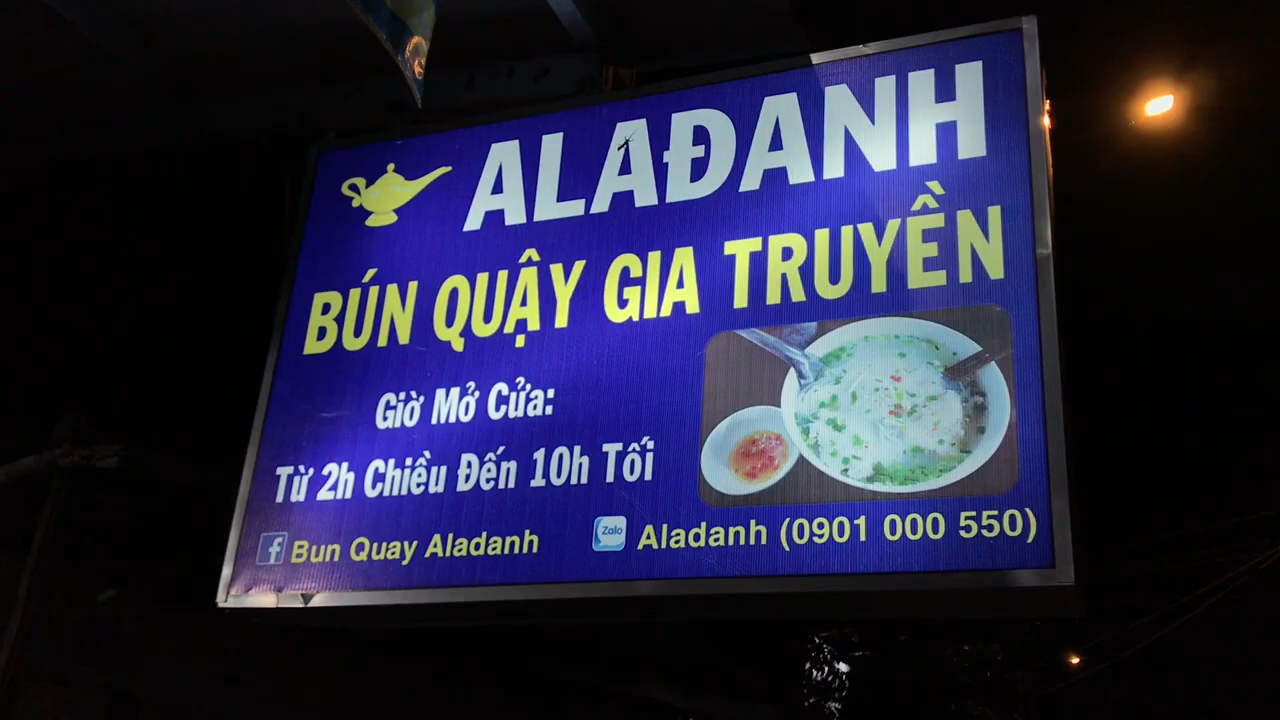 ALAĐANH
BÚN QUẬY GIA TRUYỀN
Giờ Mở Cửa:
Từ 2h Chiều Đến 10h Tối
f Bun Quay Aladanh
Zalo Aladanh (0901 000 550)